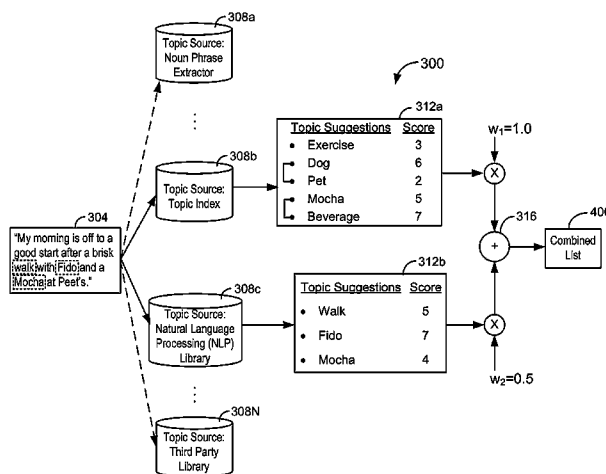 308a
Topic Source:
Noun Phrase
Extractor
300
312a
308b
Topic Suggestions Score
w1=1.0
Exercise 3
Dog 6
Pet 2
Mocha 5
Beverage 7
X
Topic Source:
Topic Index
304
316
"My morning is off to a
good start after a brisk
walk with Fido and a
Mocha at Peet's."
+
Combined
List
308c
312b
Topic Source:
Natural Language
Processing (NLP)
Library
Topic Suggestions Score
Walk 5
Fido 7
Mocha 4
X
w2=0.5
308N
Topic Source:
Third Party
Library